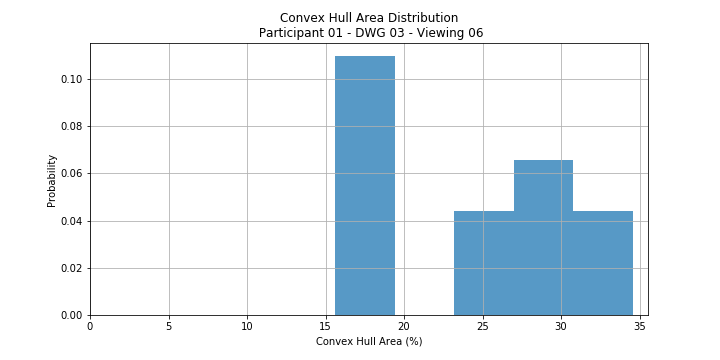 Convex Hull Area Distribution
Participant 01 - DWG 03 - Viewing 06
0.10
0.08
0.06
0.04
0.02
0.00
Probability
0 5 10 15 20 25 30 35
Convex Hull Area (%)